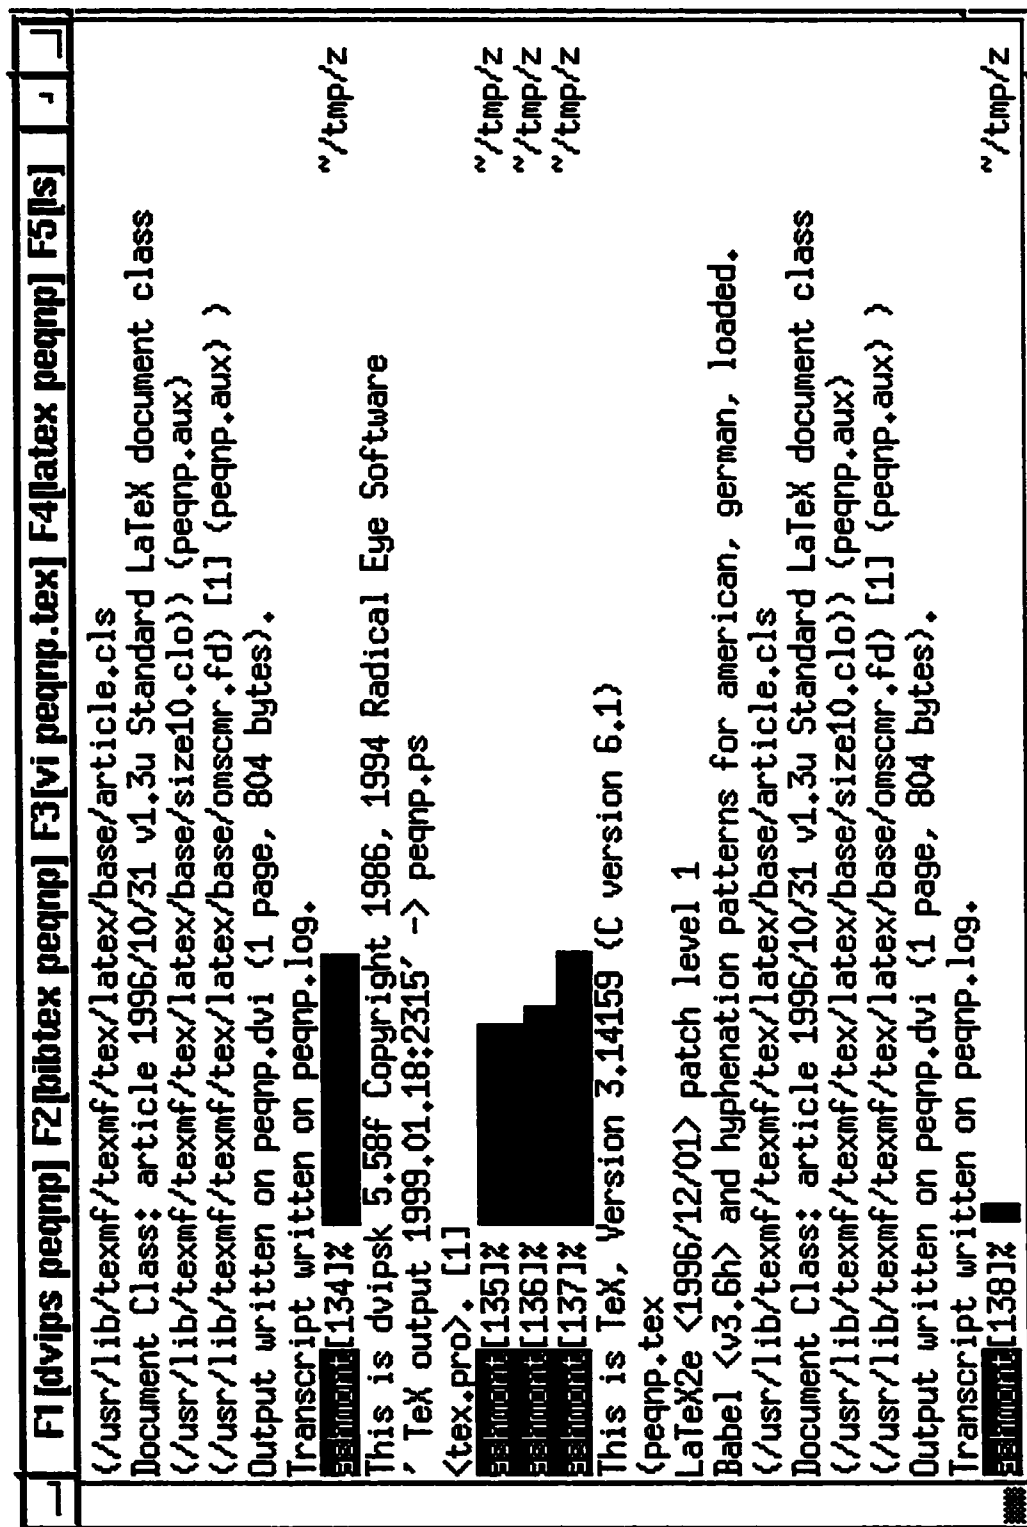 F1 [dvips peqnp] F2[bibtex peqnp] F3[vi peqnp.tex] F4[latex peqnp] F5[ls]
(/usr/lib/texmf/texmf/tex/latex/base/article.cls
Document Class: article 1996/10/31 v1.3u Standard LaTeX document class
(/usr/lib/texmf/texmf/tex/latex/base/size10.clo)) (peqnp.aux)
(/usr/lib/texmf/texmf/tex/latex/base/omscmr.fd) [1] (peqnp.aux) )
Output written on peqnp.dvi (1 page, 804 bytes).
Transcript written on peqnp.log.
[134]% ~/tmp/z
This is dvipsk 5.58f Copyright 1986, 1994 Radical Eye Software
' TeX output 1999.01.18:2315' -> peqnp.ps
<tex.pro>. [1]
[135]% ~/tmp/z
[136]% ~/tmp/z
[137]% ~/tmp/z
This is TeX, Version 3.14159 (C version 6.1)
(peqnp.tex
LaTeX2e <1996/12/01> patch level 1
Babel <v3.6h> and hyphenation patterns for american, german, loaded.
(/usr/lib/texmf/texmf/tex/latex/base/article.cls
Document Class: article 1996/10/31 v1.3u Standard LaTeX document class
(/usr/lib/texmf/texmf/tex/latex/base/size10.clo)) (peqnp.aux)
(/usr/lib/texmf/texmf/tex/latex/base/omscmr.fd) [1] (peqnp.aux) )
Output written on peqnp.dvi (1 page, 804 bytes).
Transcript written on peqnp.log.
[138]% ~/tmp/z